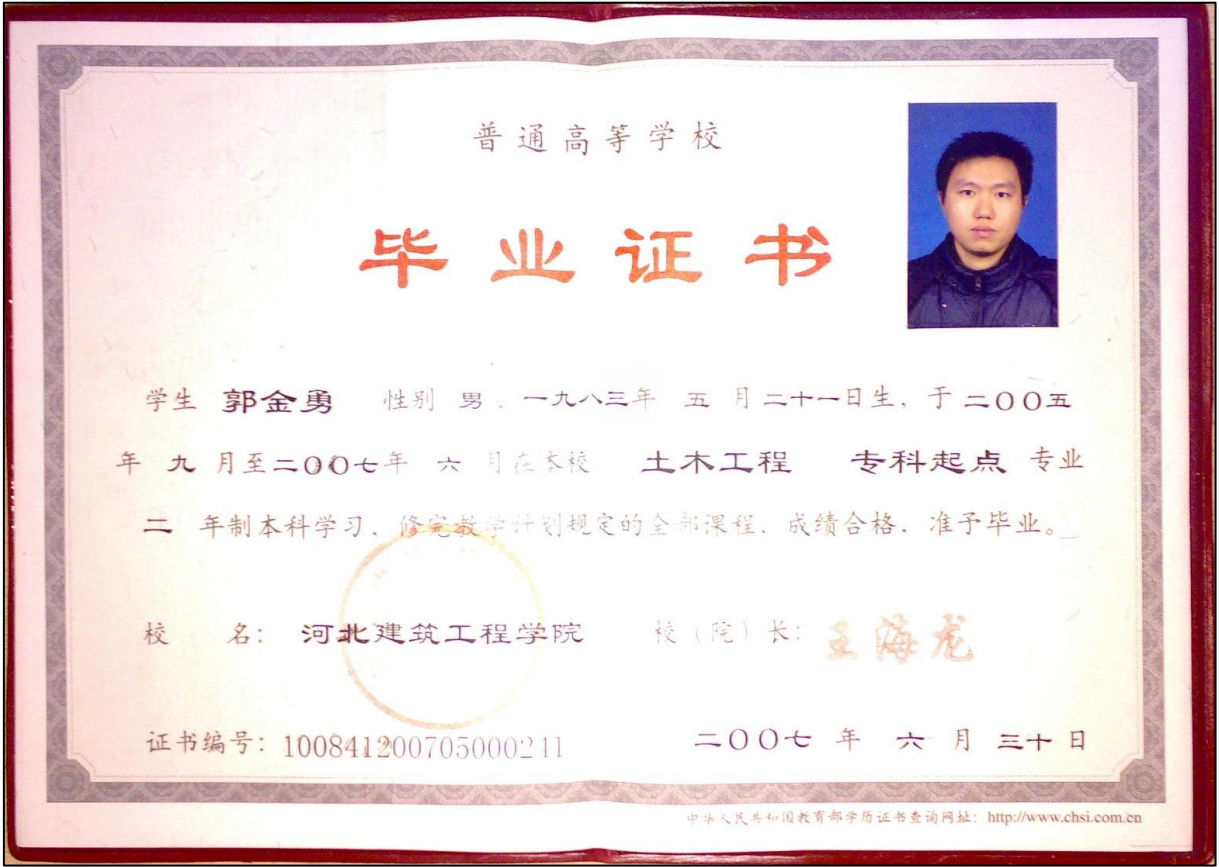 普通高等学校
毕业证书
学生 郭金勇 性别 男、一九八三年 五 月二十一日生、于二〇〇五
年 九 月至二〇〇七年 六 月在本校 土木工程 专科起点 专业
二 年制本科学习、修完教学计划规定的全部课程、成绩合格、准予毕业。
校 名: 河北建筑工程学院 校(院)长: 王海龙
证书编号: 100841200705000241 二〇〇七 年 六 月 三十 日
中华人民共和国教育部学历证书查询网址: http://www.chsi.com.cn